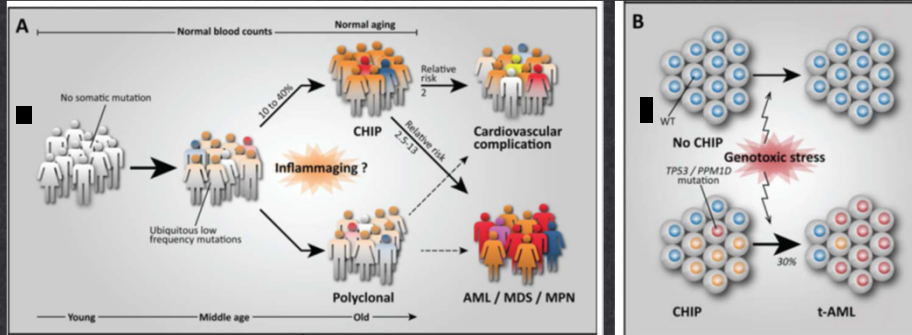 A
Normal blood counts
Normal aging
No somatic mutation
10 to 40%
Relative
risk
2
CHIP
Cardiovascular
complication
Relative risk
2.5-13
Inflammaging ?
Ubiquitous low
frequency mutations
Polyclonal
AML / MDS / MPN
Young
Middle age
Old
B
WT
No CHIP
Genotoxic stress
TP53 / PPM1D
mutation
30%
CHIP
t-AML